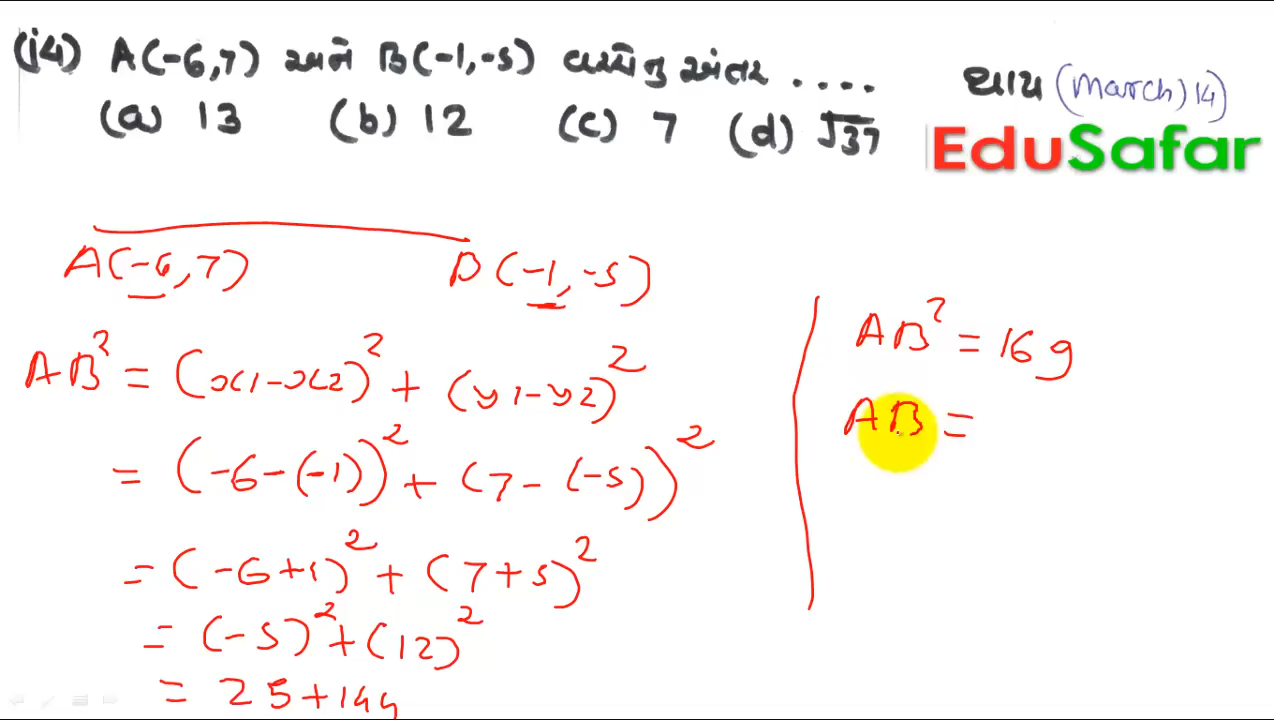 (14) A(-6,7) અને B(-1,-5) વચ્ચેનું અંતર .... થાય (March) 14)
(a) 13 (b) 12 (c) 7 (d) √37
EduSafar
A(-6,7) B(-1,-5)
AB² = (x1-x2)² + (y1-y2)²
= (-6-(-1))² + (7-(-5))²
= (-6+1)² + (7+5)²
= (-5)² + (12)²
= 25+144
AB² = 169
AB =